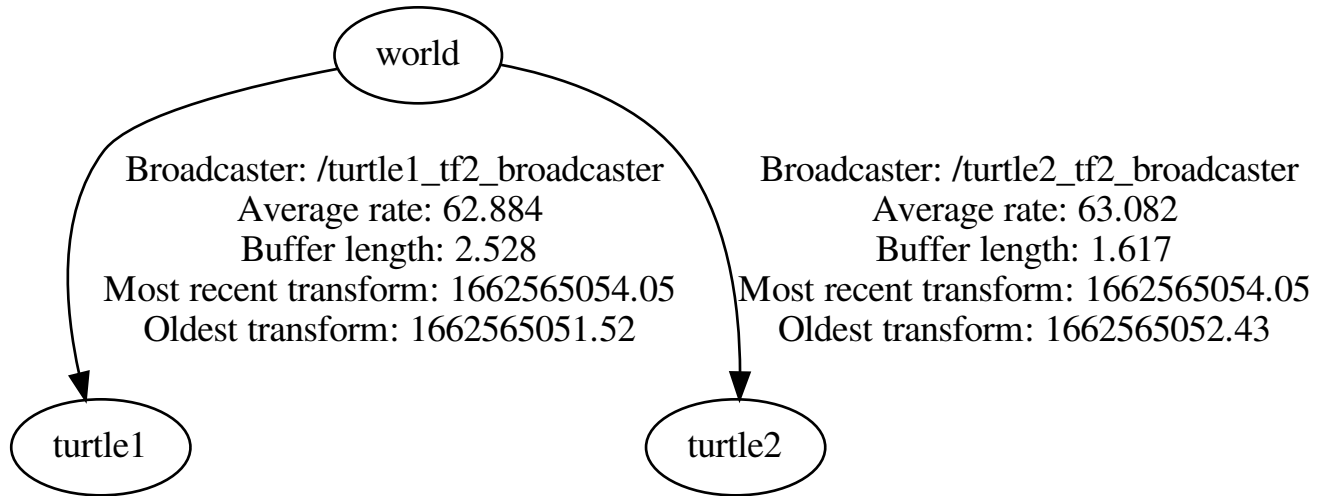 world
Broadcaster: /turtle1_tf2_broadcaster
Average rate: 62.884
Buffer length: 2.528
Most recent transform: 1662565054.05
Oldest transform: 1662565051.52
Broadcaster: /turtle2_tf2_broadcaster
Average rate: 63.082
Buffer length: 1.617
Most recent transform: 1662565054.05
Oldest transform: 1662565052.43
turtle1
turtle2